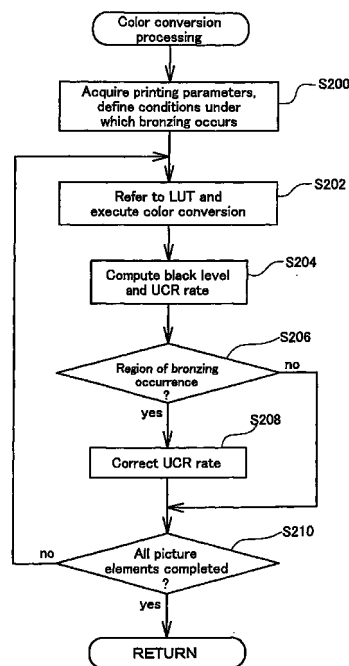 Color conversion
processing
S200
Acquire printing parameters,
define conditions under
which bronzing occurs
S202
Refer to LUT and
execute color conversion
S204
Compute black level
and UCR rate
S206
Region of bronzing
occurrence
?
no
yes
S208
Correct UCR rate
S210
no
All picture
elements completed
?
yes
RETURN